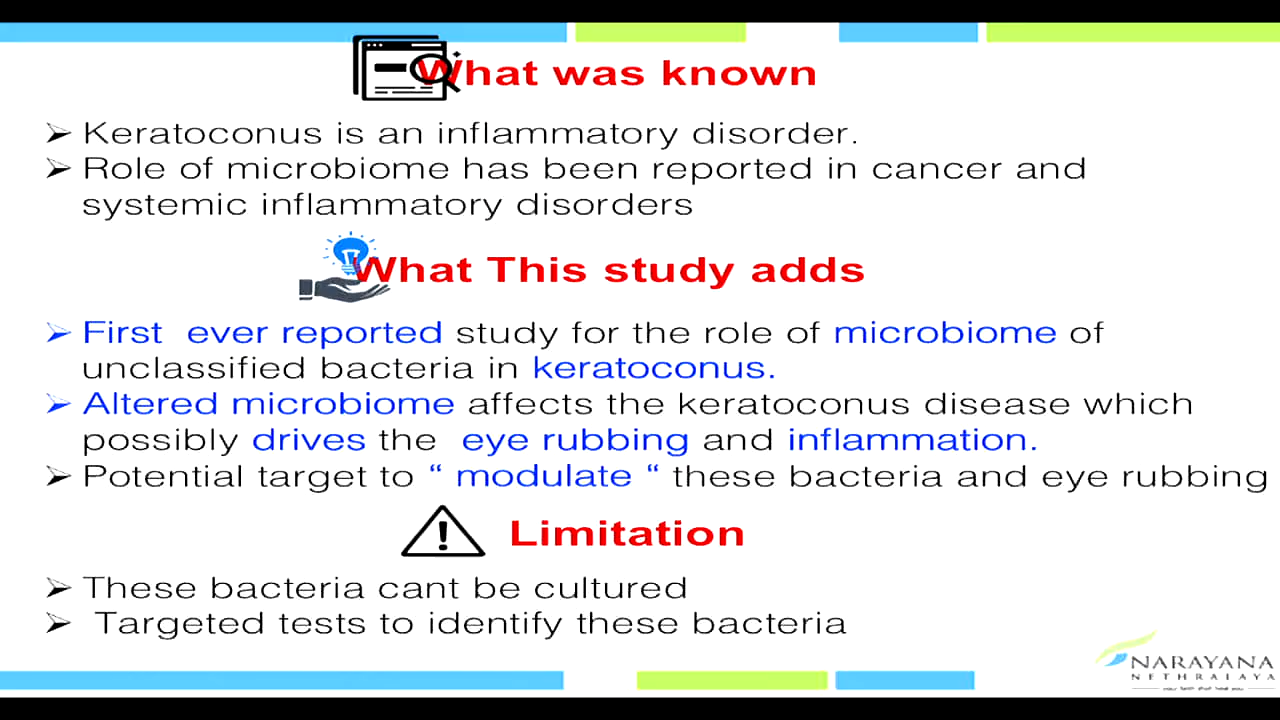 What was known
➢ Keratoconus is an inflammatory disorder.
➢ Role of microbiome has been reported in cancer and
systemic inflammatory disorders
What This study adds
➢ First ever reported study for the role of microbiome of
unclassified bacteria in keratoconus.
➢ Altered microbiome affects the keratoconus disease which
possibly drives the eye rubbing and inflammation.
➢ Potential target to “ modulate “ these bacteria and eye rubbing
Limitation
➢ These bacteria cant be cultured
➢ Targeted tests to identify these bacteria
NARAYANA
NETHRALAYA